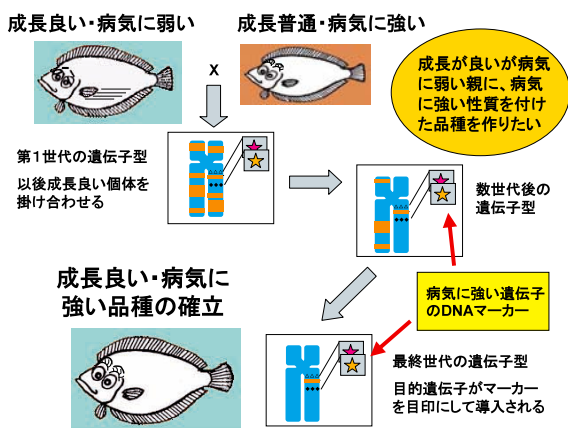 成長良い・病気に弱い
成長普通・病気に強い
X
成長が良いが病気
に弱い親に、病気
に強い性質を付け
た品種を作りたい
第1世代の遺伝子型
以後成長良い個体を
掛け合わせる
数世代後の
遺伝子型
成長良い・病気に
強い品種の確立
病気に強い遺伝子
のDNAマーカー
最終世代の遺伝子型
目的遺伝子がマーカー
を目印にして導入される